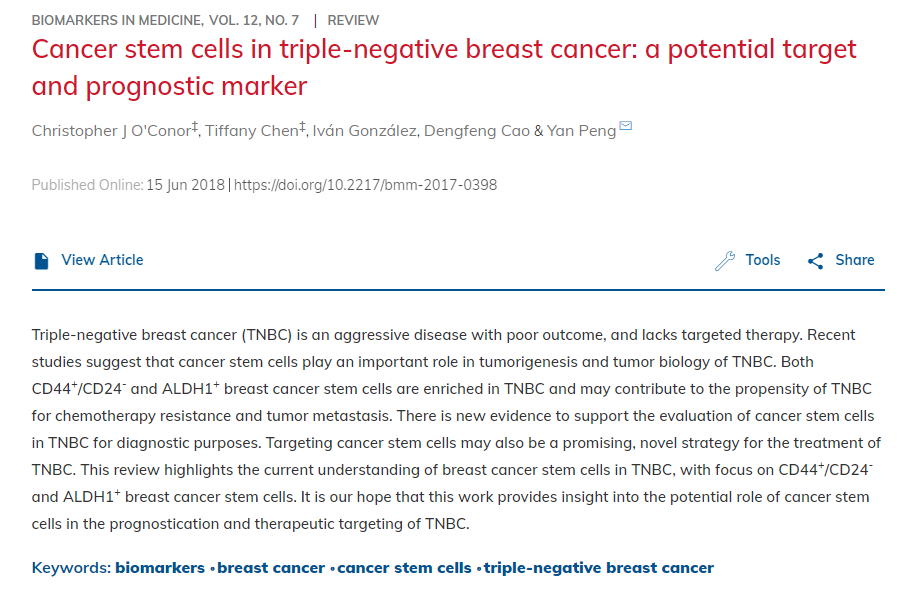 BIOMARKERS IN MEDICINE, VOL. 12, NO. 7 | REVIEW
Cancer stem cells in triple-negative breast cancer: a potential target
and prognostic marker
Christopher J O'Conor‡, Tiffany Chen‡, Iván González, Dengfeng Cao & Yan Peng
Published Online: 15 Jun 2018 | https://doi.org/10.2217/bmm-2017-0398
View Article Tools Share
Triple-negative breast cancer (TNBC) is an aggressive disease with poor outcome, and lacks targeted therapy. Recent
studies suggest that cancer stem cells play an important role in tumorigenesis and tumor biology of TNBC. Both
CD44⁺/CD24⁻ and ALDH1⁺ breast cancer stem cells are enriched in TNBC and may contribute to the propensity of TNBC
for chemotherapy resistance and tumor metastasis. There is new evidence to support the evaluation of cancer stem cells
in TNBC for diagnostic purposes. Targeting cancer stem cells may also be a promising, novel strategy for the treatment of
TNBC. This review highlights the current understanding of breast cancer stem cells in TNBC, with focus on CD44⁺/CD24⁻
and ALDH1⁺ breast cancer stem cells. It is our hope that this work provides insight into the potential role of cancer stem
cells in the prognostication and therapeutic targeting of TNBC.
Keywords: biomarkers •breast cancer •cancer stem cells •triple-negative breast cancer